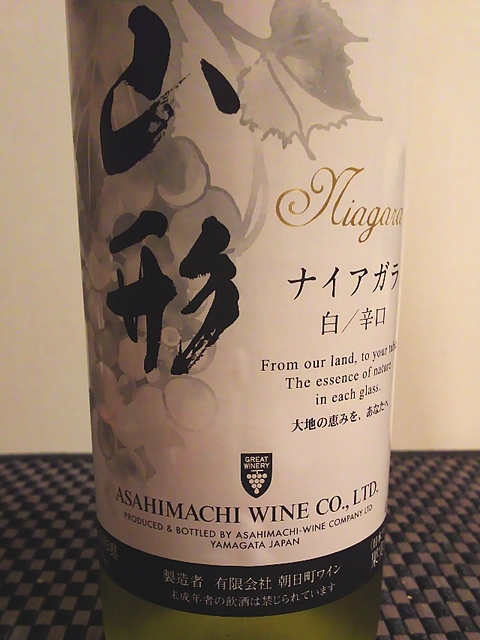 山形
Niagara
ナイアガラ
白／辛口
From our land, to your
The essence of nature
in each glass.
大地の恵みを、あなたへ
GREAT
WINERY
ASAHIMACHI WINE CO., LTD.
PRODUCED & BOTTLED BY ASAHIMACHI-WINE COMPANY LTD
YAMAGATA JAPAN
製造者 有限会社 朝日町ワイン
未成年者の飲酒は禁じられています